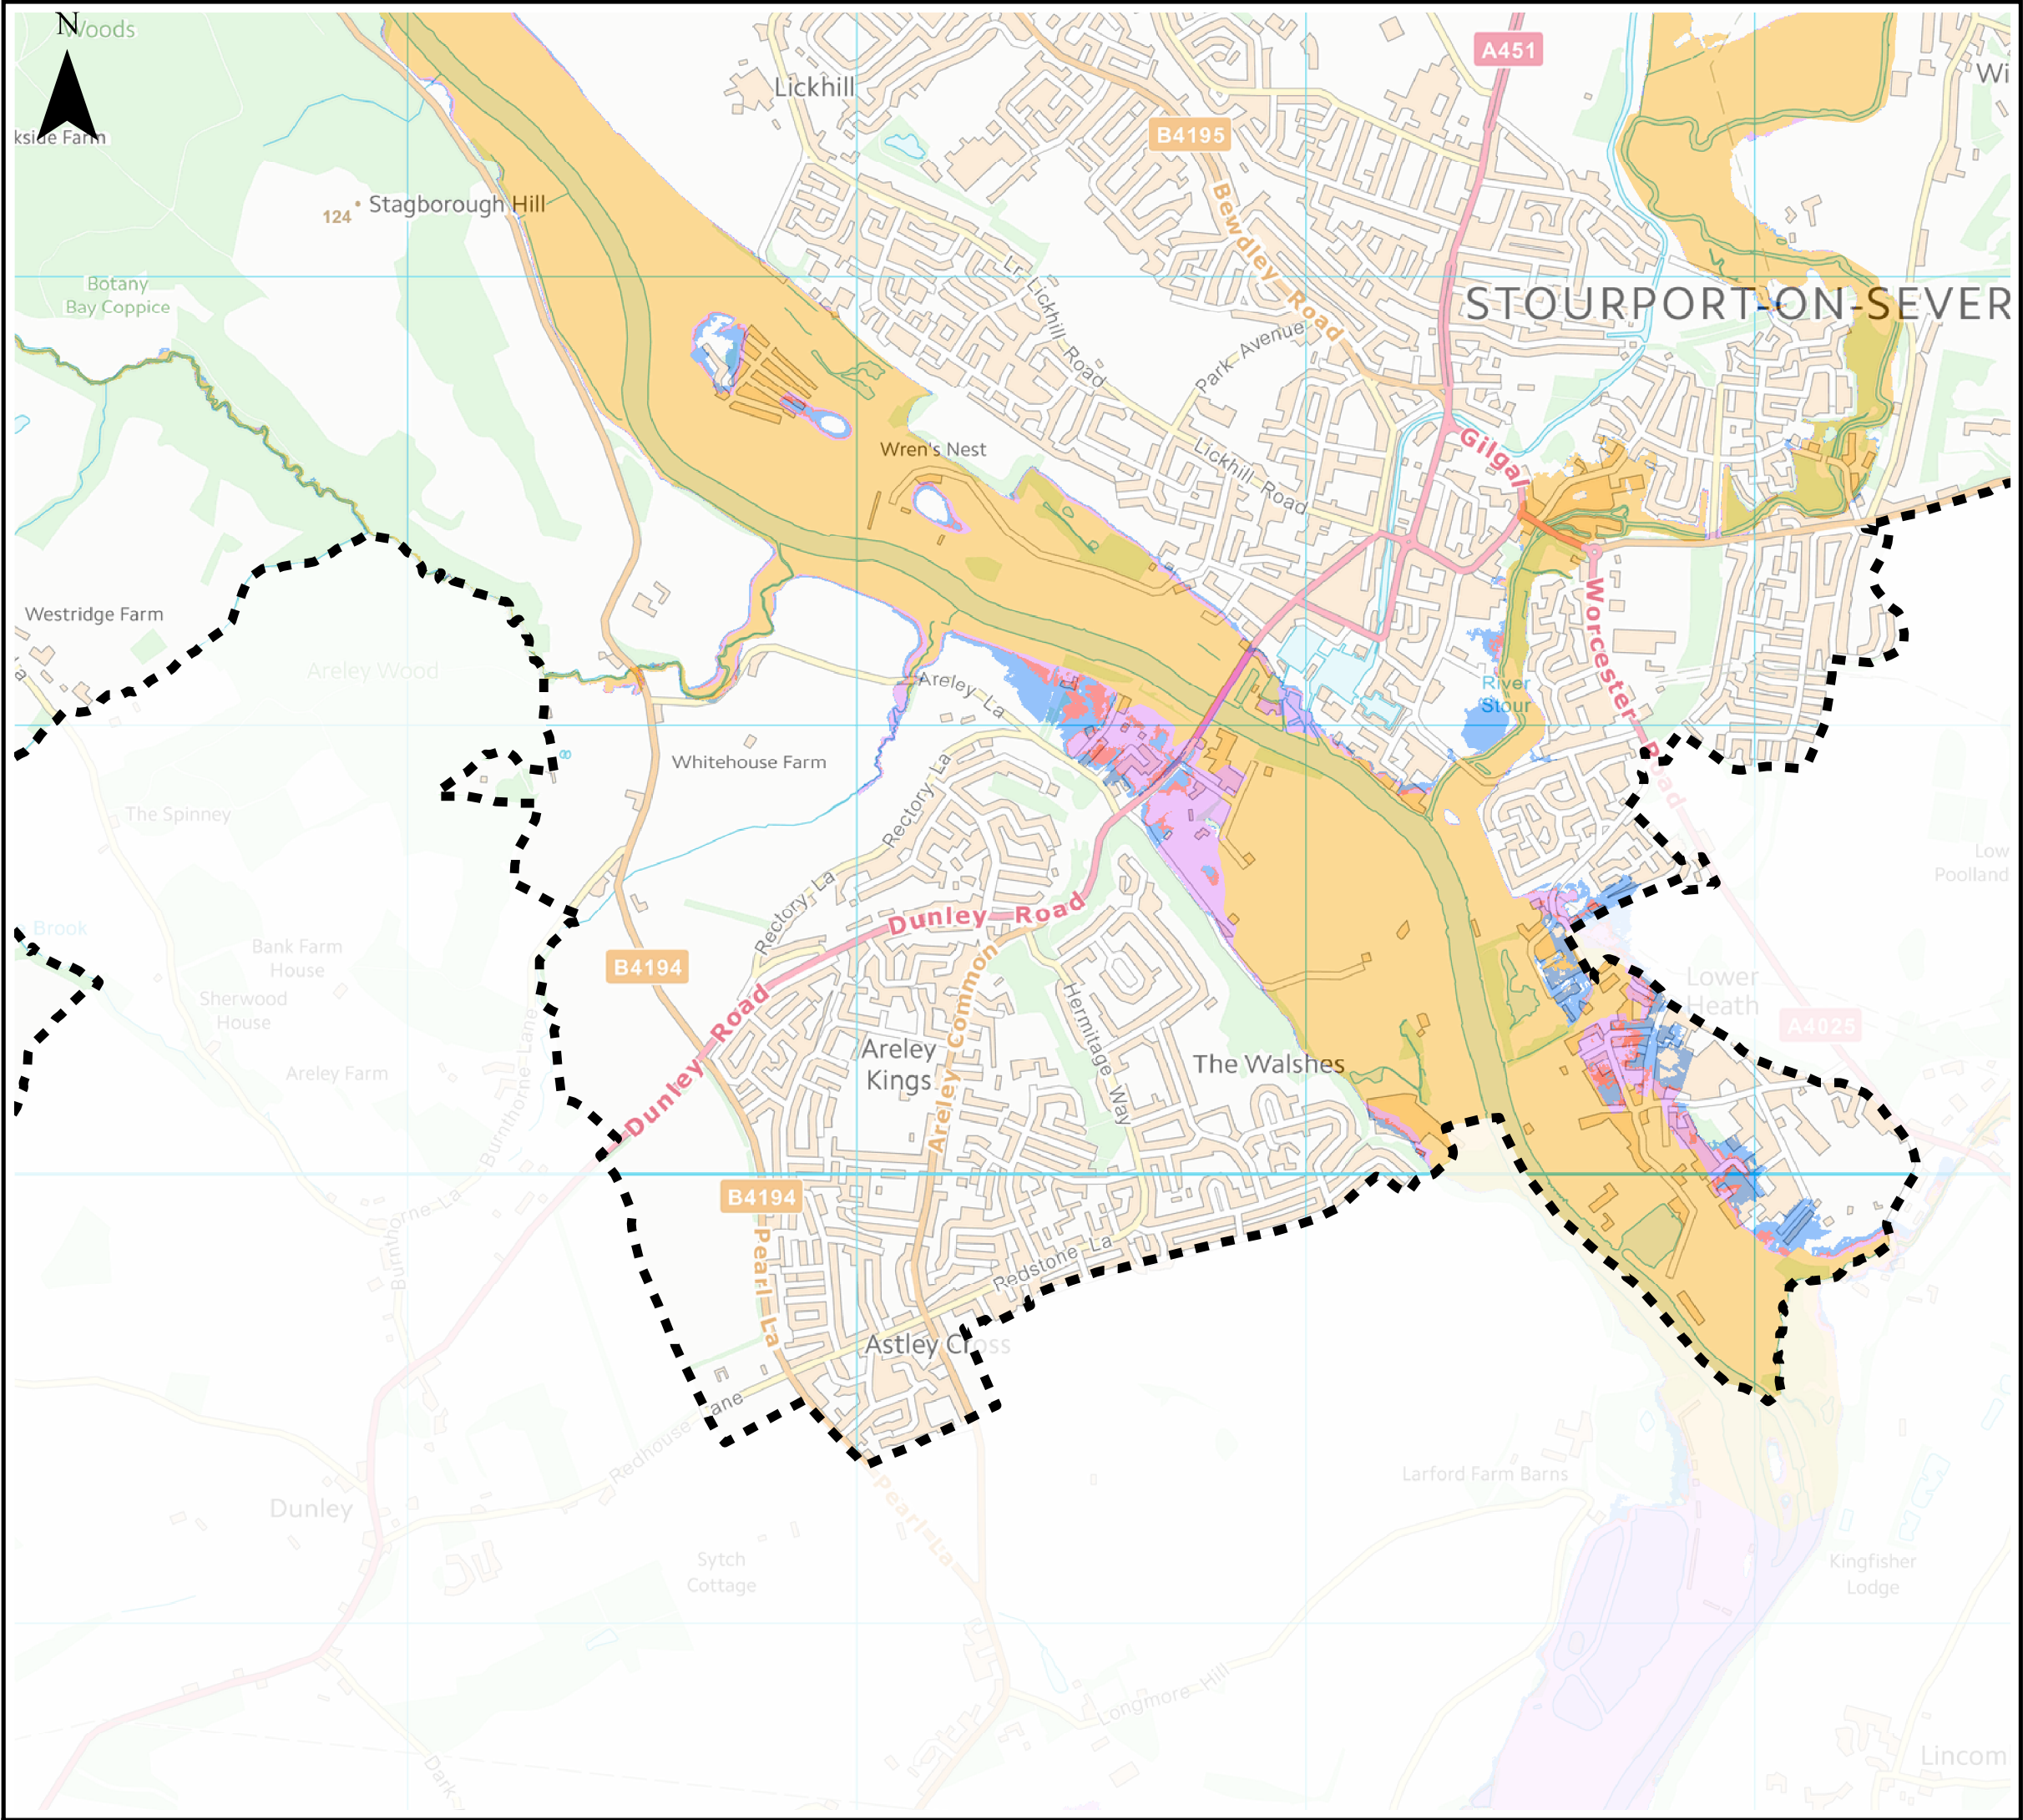 N
Woods
Lickhill
A451
Wi
kside Farm
B4195
124
Stagborough Hill
Bewdley Road
Botany
Bay Coppice
Lr Lickhill Road
STOURPORT-ON-SEVER
Park Avenue
Wren's Nest
Lickhill Road
Gilgal
Westridge Farm
Areley Wood
La
Areley La
River
Stour
Worcester Road
Whitehouse Farm
Rectory La
The Spinney
Low
Poolland
Rectory La
Dunley Road
Brook
Bank Farm
House
B4194
Sherwood
House
Lower
Heath
A4025
Areley Common
Hermitage Way
Dunley Road
Areley
Kings
The Walshes
Areley Farm
Burnthorne Lane
B4194
Burnthorne La
Pearl La
Redstone La
Astley Cross
Redhouse Lane
Larford Farm Barns
Dunley
Pearl La
Sytch
Cottage
Kingfisher
Lodge
Longmore Hill
Dark
Lincom